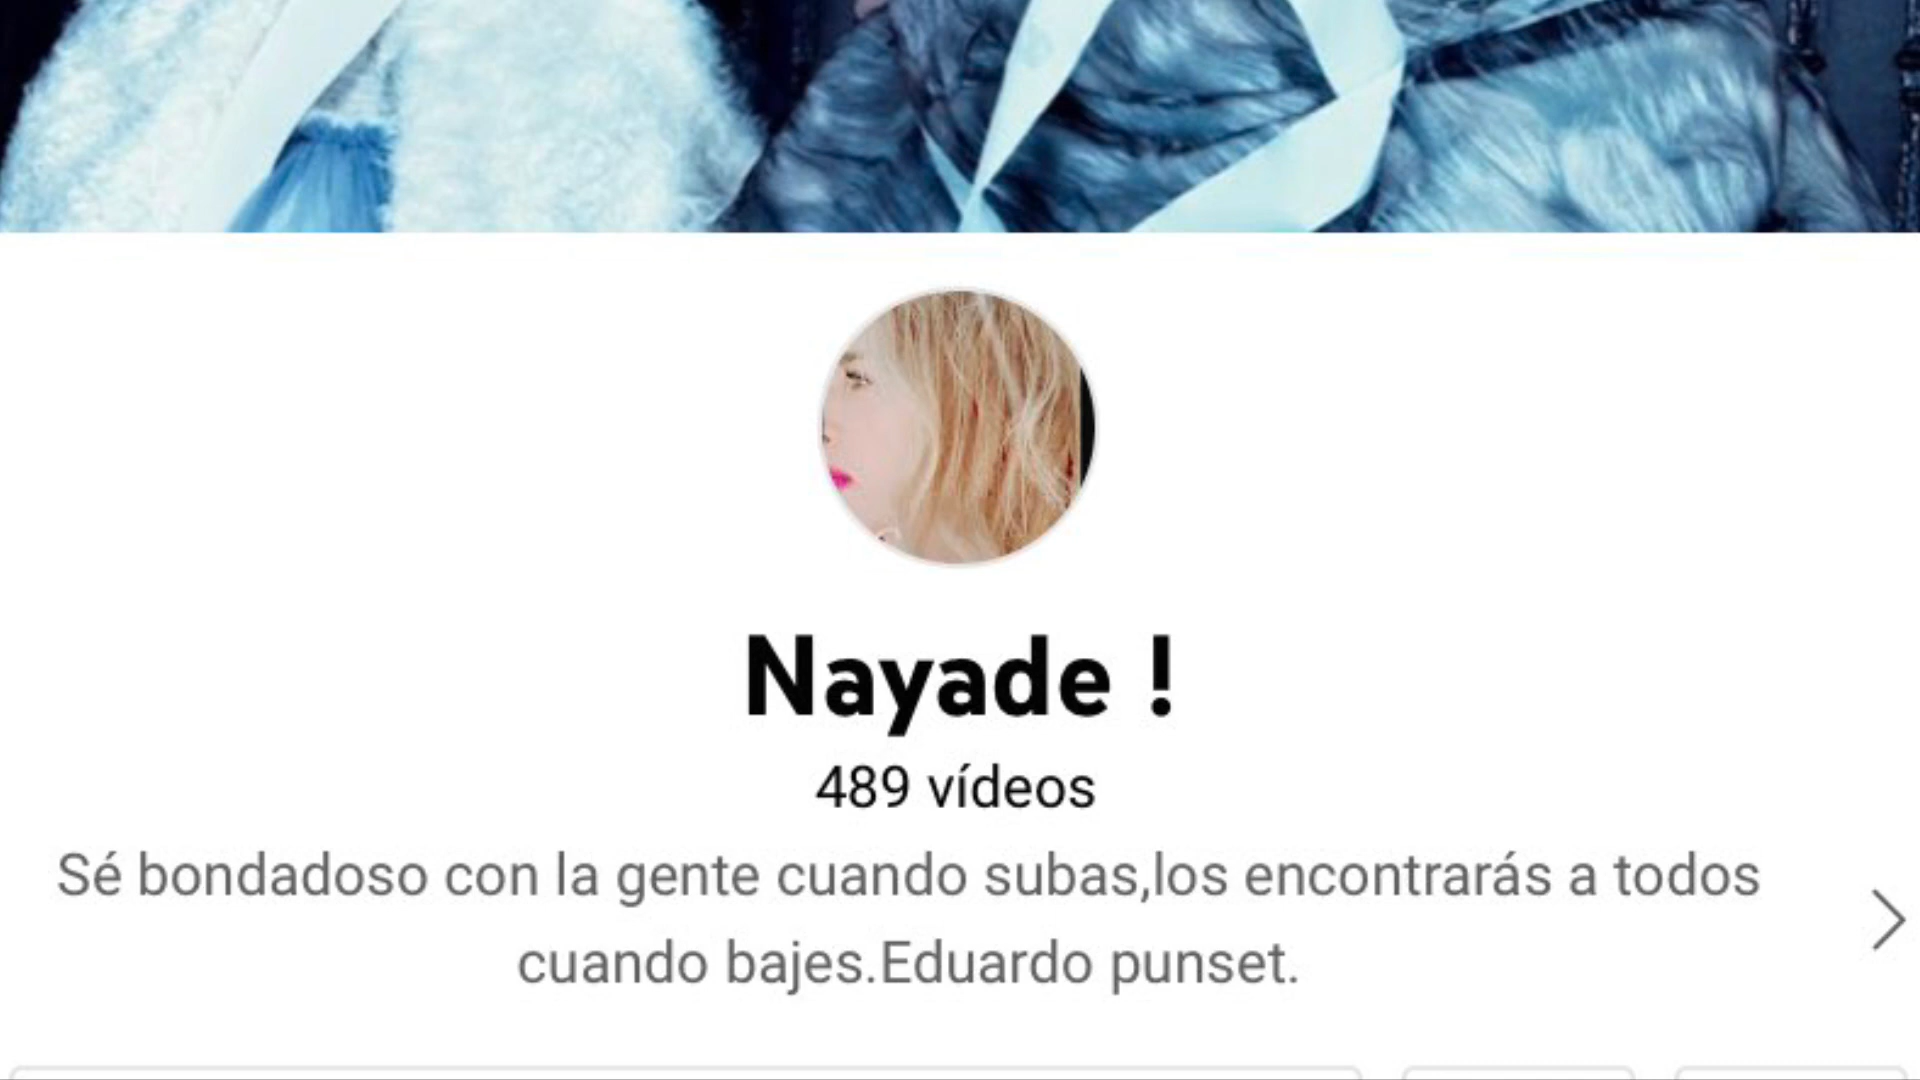 Nayade !
489 vídeos
Sé bondadoso con la gente cuando subas,los encontrarás a todos
cuando bajes.Eduardo punset.